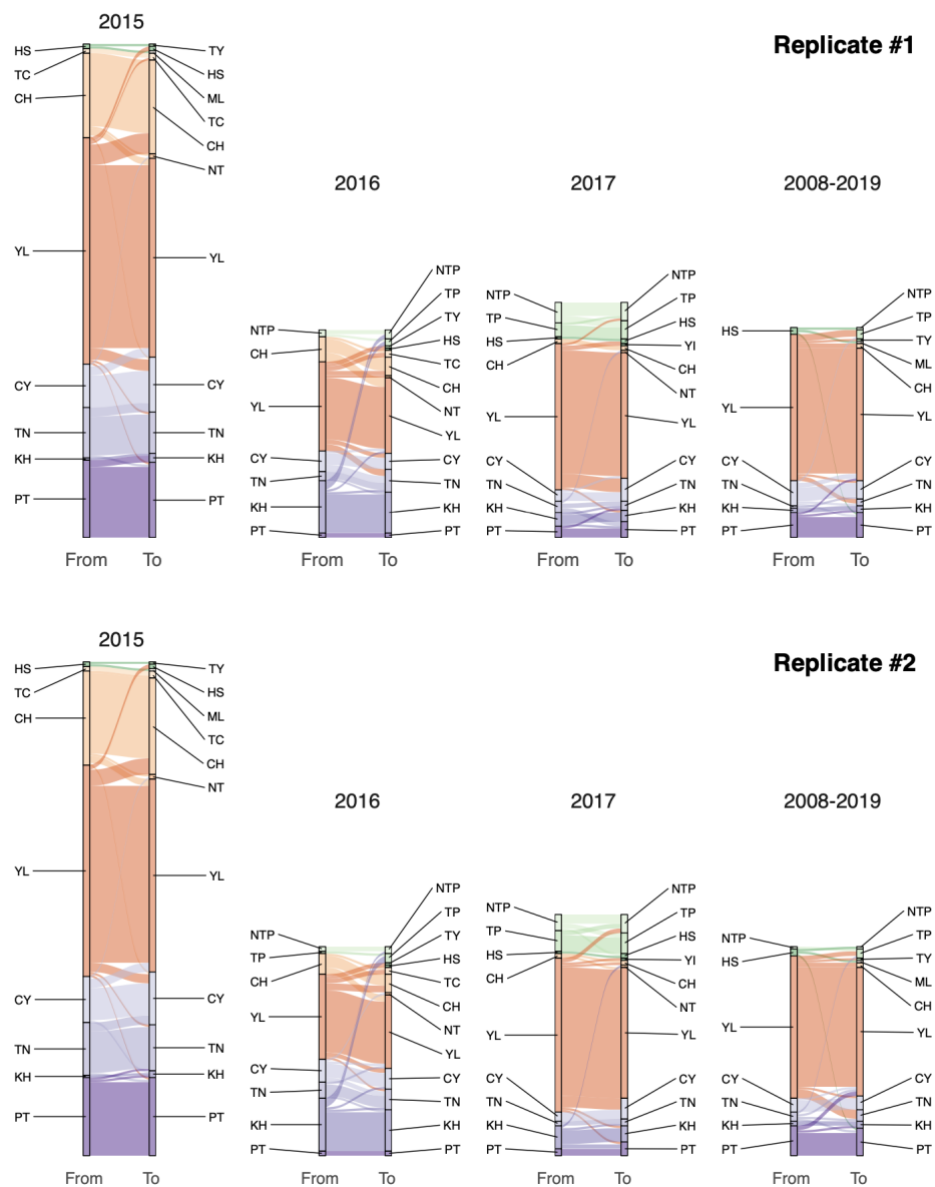 2015
Replicate #1
HS
TC
CH
YL
CY
TN
KH
PT
TY
HS
ML
TC
CH
NT
YL
CY
TN
KH
PT
From To
2016
NTP
CH
YL
CY
TN
KH
PT
NTP
TP
TY
HS
TC
CH
NT
YL
CY
TN
KH
PT
From To
2017
NTP
TP
HS
CH
YL
CY
TN
KH
PT
NTP
TP
HS
YI
CH
NT
YL
CY
TN
KH
PT
From To
2008-2019
HS
YL
CY
TN
KH
PT
NTP
TP
TY
ML
CH
YL
CY
TN
KH
PT
From To
2015
Replicate #2
HS
TC
CH
YL
CY
TN
KH
PT
TY
HS
ML
TC
CH
NT
YL
CY
TN
KH
PT
From To
2016
NTP
TP
CH
YL
CY
TN
KH
PT
NTP
TP
TY
HS
TC
CH
NT
YL
CY
TN
KH
PT
From To
2017
NTP
TP
HS
CH
YL
CY
TN
KH
PT
NTP
TP
HS
YI
CH
NT
YL
CY
TN
KH
PT
From To
2008-2019
NTP
HS
YL
CY
TN
KH
PT
NTP
TP
TY
ML
CH
YL
CY
TN
KH
PT
From To